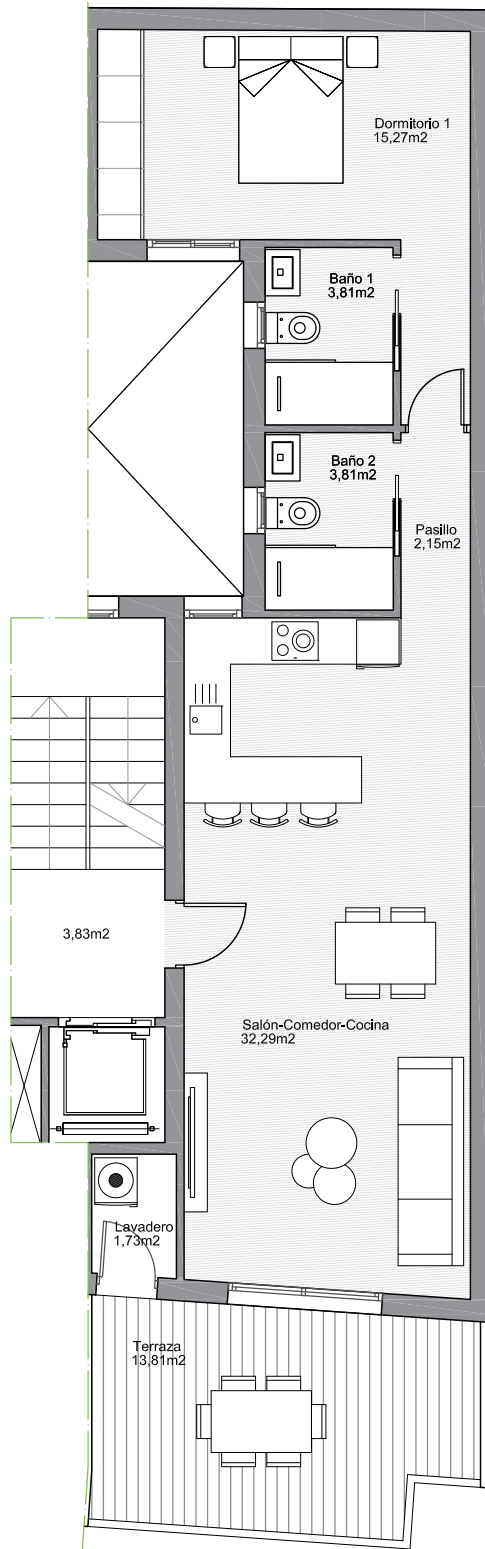 Dormitorio 1
15,27m2
Baño 1
3,81m2
Baño 2
3,81m2
Pasillo
2,15m2
3,83m2
Salón-Comedor-Cocina
32,29m2
Lavadero
1,73m2
Terraza
13,81m2